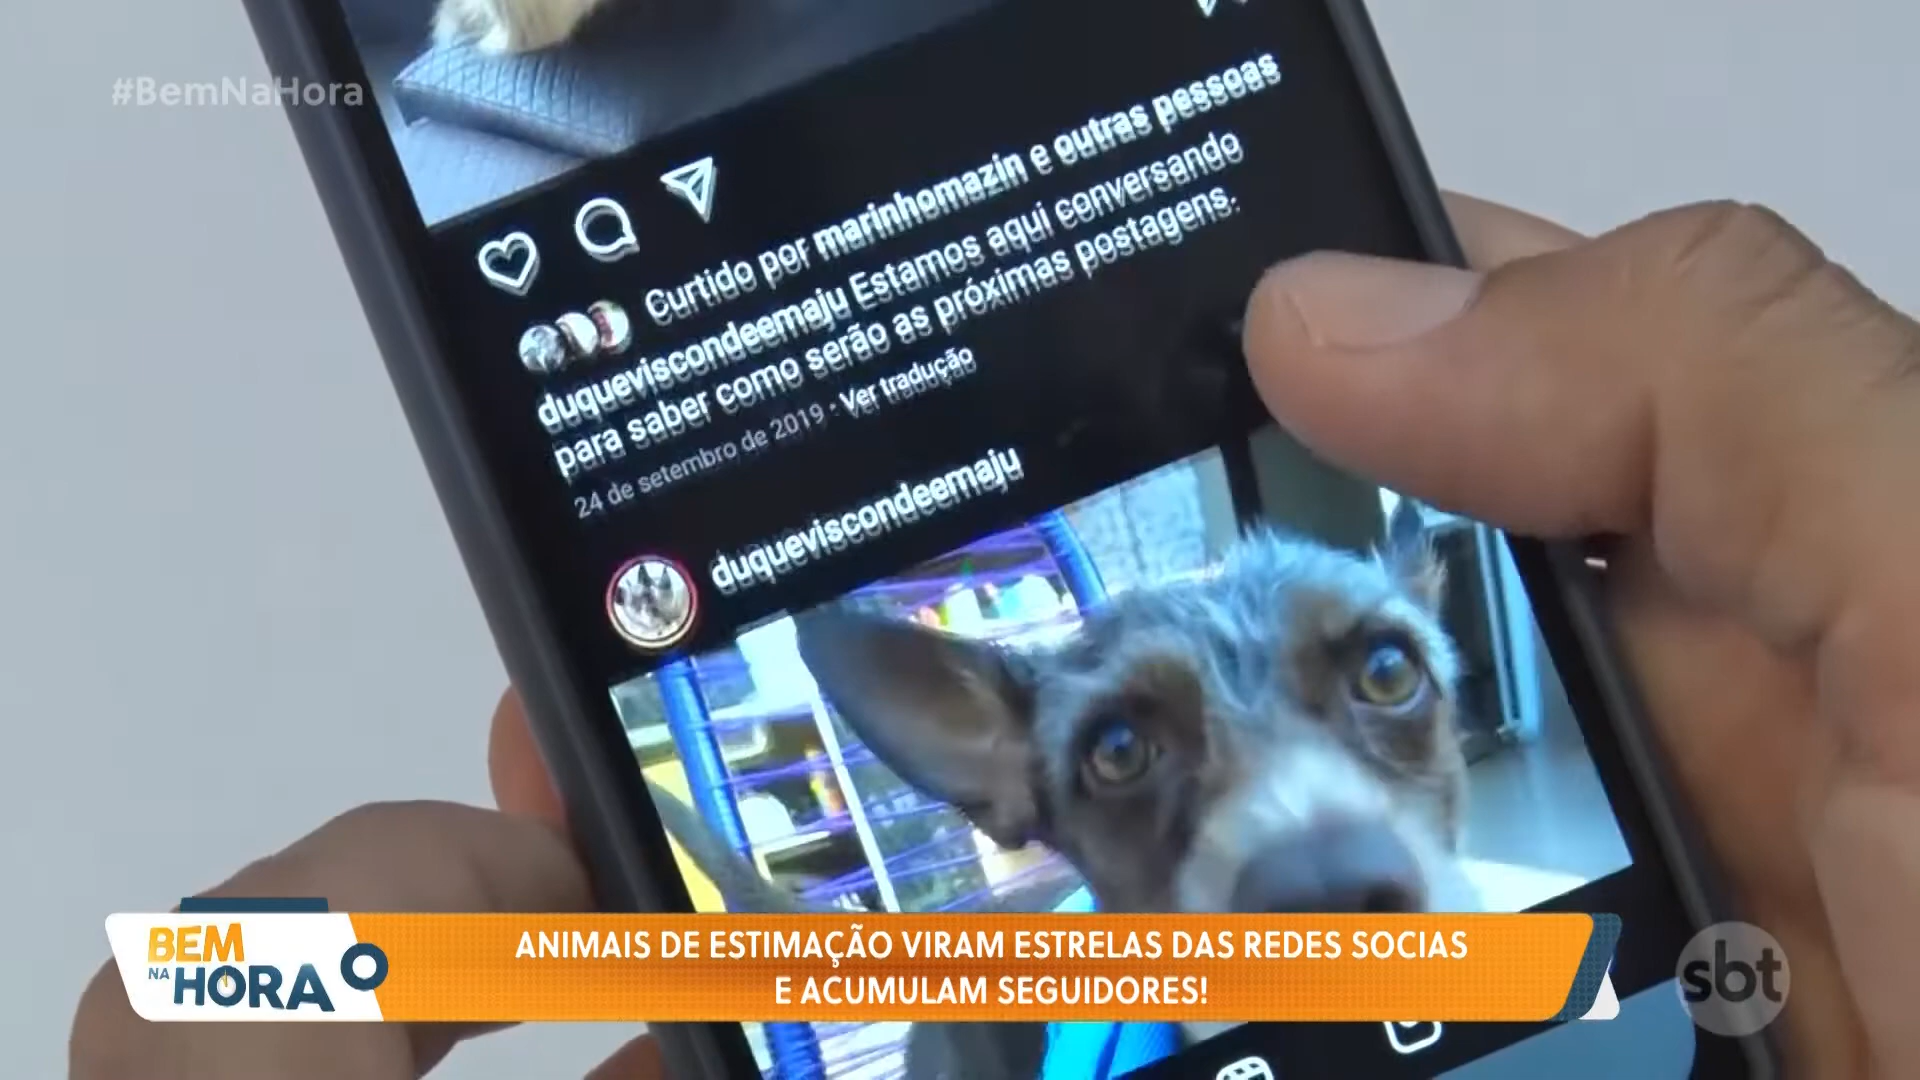 #BemNaHora
Curtido por marinhomazin e outras pessoas
duqueviscondeemaju Estamos aqui conversando
para saber como serão as próximas postagens.
24 de setembro de 2019 · Ver tradução
duqueviscondeemaju
BEM
NA
HORA
ANIMAIS DE ESTIMAÇÃO VIRAM ESTRELAS DAS REDES SOCIAS
E ACUMULAM SEGUIDORES!
sbt